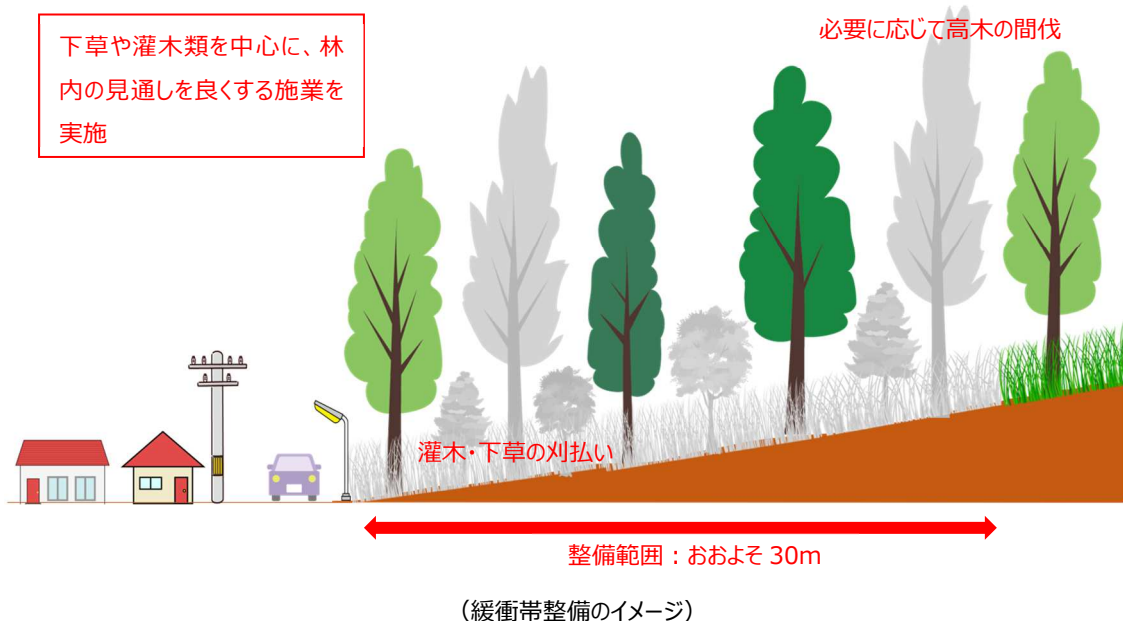 下草や灌木類を中心に、林
内の見通しを良くする施業を
実施
必要に応じて高木の間伐
灌木・下草の刈払い
整備範囲：おおよそ 30m
（緩衝帯整備のイメージ）